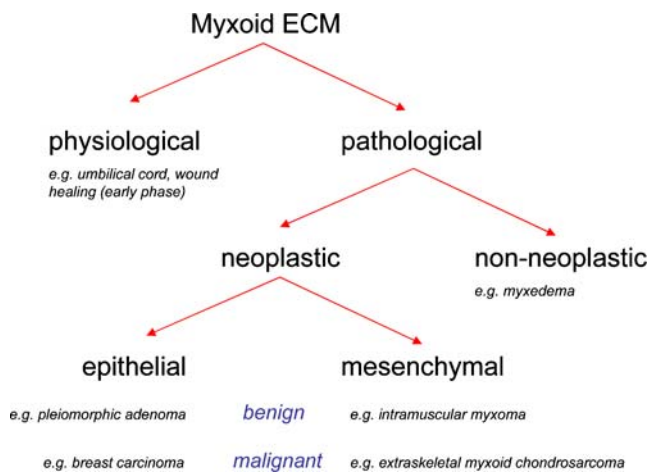 Myxoid ECM
physiological
e.g. umbilical cord, wound
healing (early phase)
pathological
neoplastic
non-neoplastic
e.g. myxedema
epithelial
mesenchymal
e.g. pleiomorphic adenoma
benign
e.g. intramuscular myxoma
e.g. breast carcinoma
malignant
e.g. extraskeletal myxoid chondrosarcoma